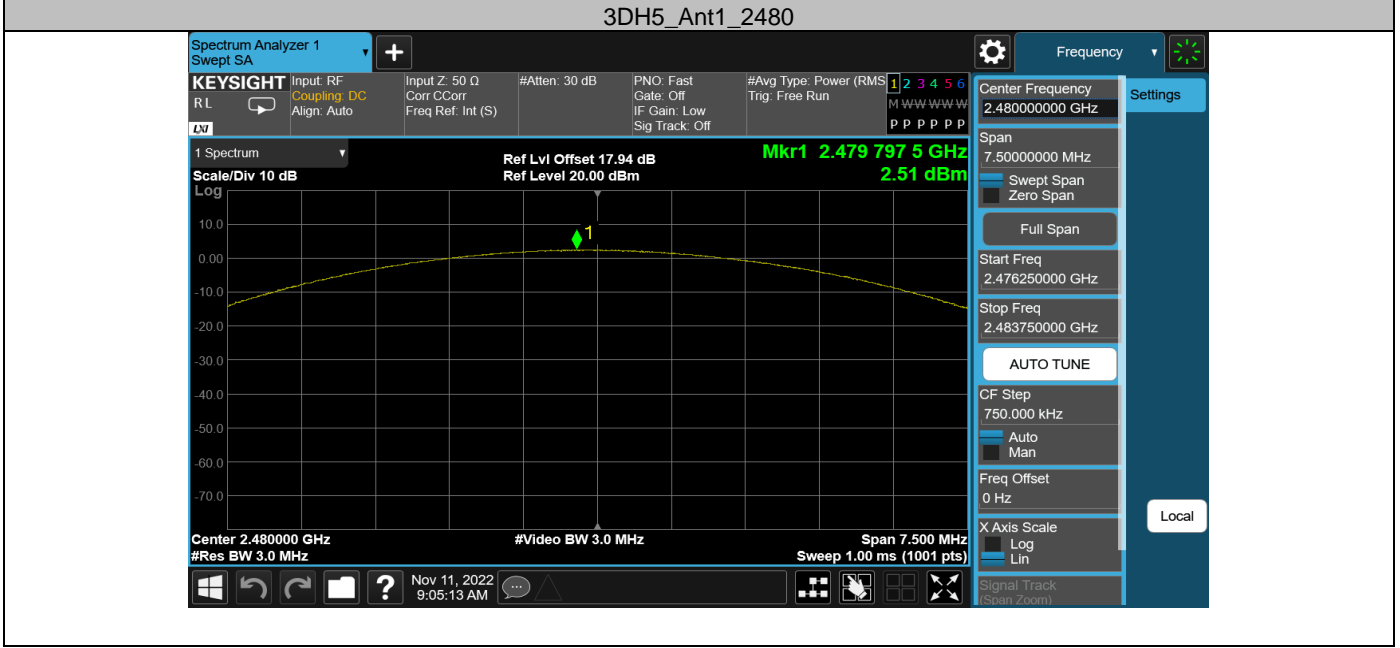 3DH5_Ant1_2480
Spectrum Analyzer 1
Swept SA
Frequency
KEYSIGHT
RL
LXI
Input: RF
Coupling: DC
Align: Auto
Input Z: 50 Ω
Corr CCorr
Freq Ref: Int (S)
#Atten: 30 dB
PNO: Fast
Gate: Off
IF Gain: Low
Sig Track: Off
#Avg Type: Power (RMS
Trig: Free Run
1 2 3 4 5 6
M W W W W W
P P P P P P
1 Spectrum
Scale/Div 10 dB
Ref Lvl Offset 17.94 dB
Ref Level 20.00 dBm
Mkr1 2.479 797 5 GHz
2.51 dBm
Log
10.0
0.00
-10.0
-20.0
-30.0
-40.0
-50.0
-60.0
-70.0
1
Center 2.480000 GHz
#Res BW 3.0 MHz
#Video BW 3.0 MHz
Span 7.500 MHz
Sweep 1.00 ms (1001 pts)
Center Frequency
2.480000000 GHz
Span
7.50000000 MHz
Swept Span
Zero Span
Full Span
Start Freq
2.476250000 GHz
Stop Freq
2.483750000 GHz
AUTO TUNE
CF Step
750.000 kHz
Auto
Man
Freq Offset
0 Hz
X Axis Scale
Log
Lin
Signal Track
(Span Zoom)
Settings
Local
?
Nov 11, 2022
9:05:13 AM